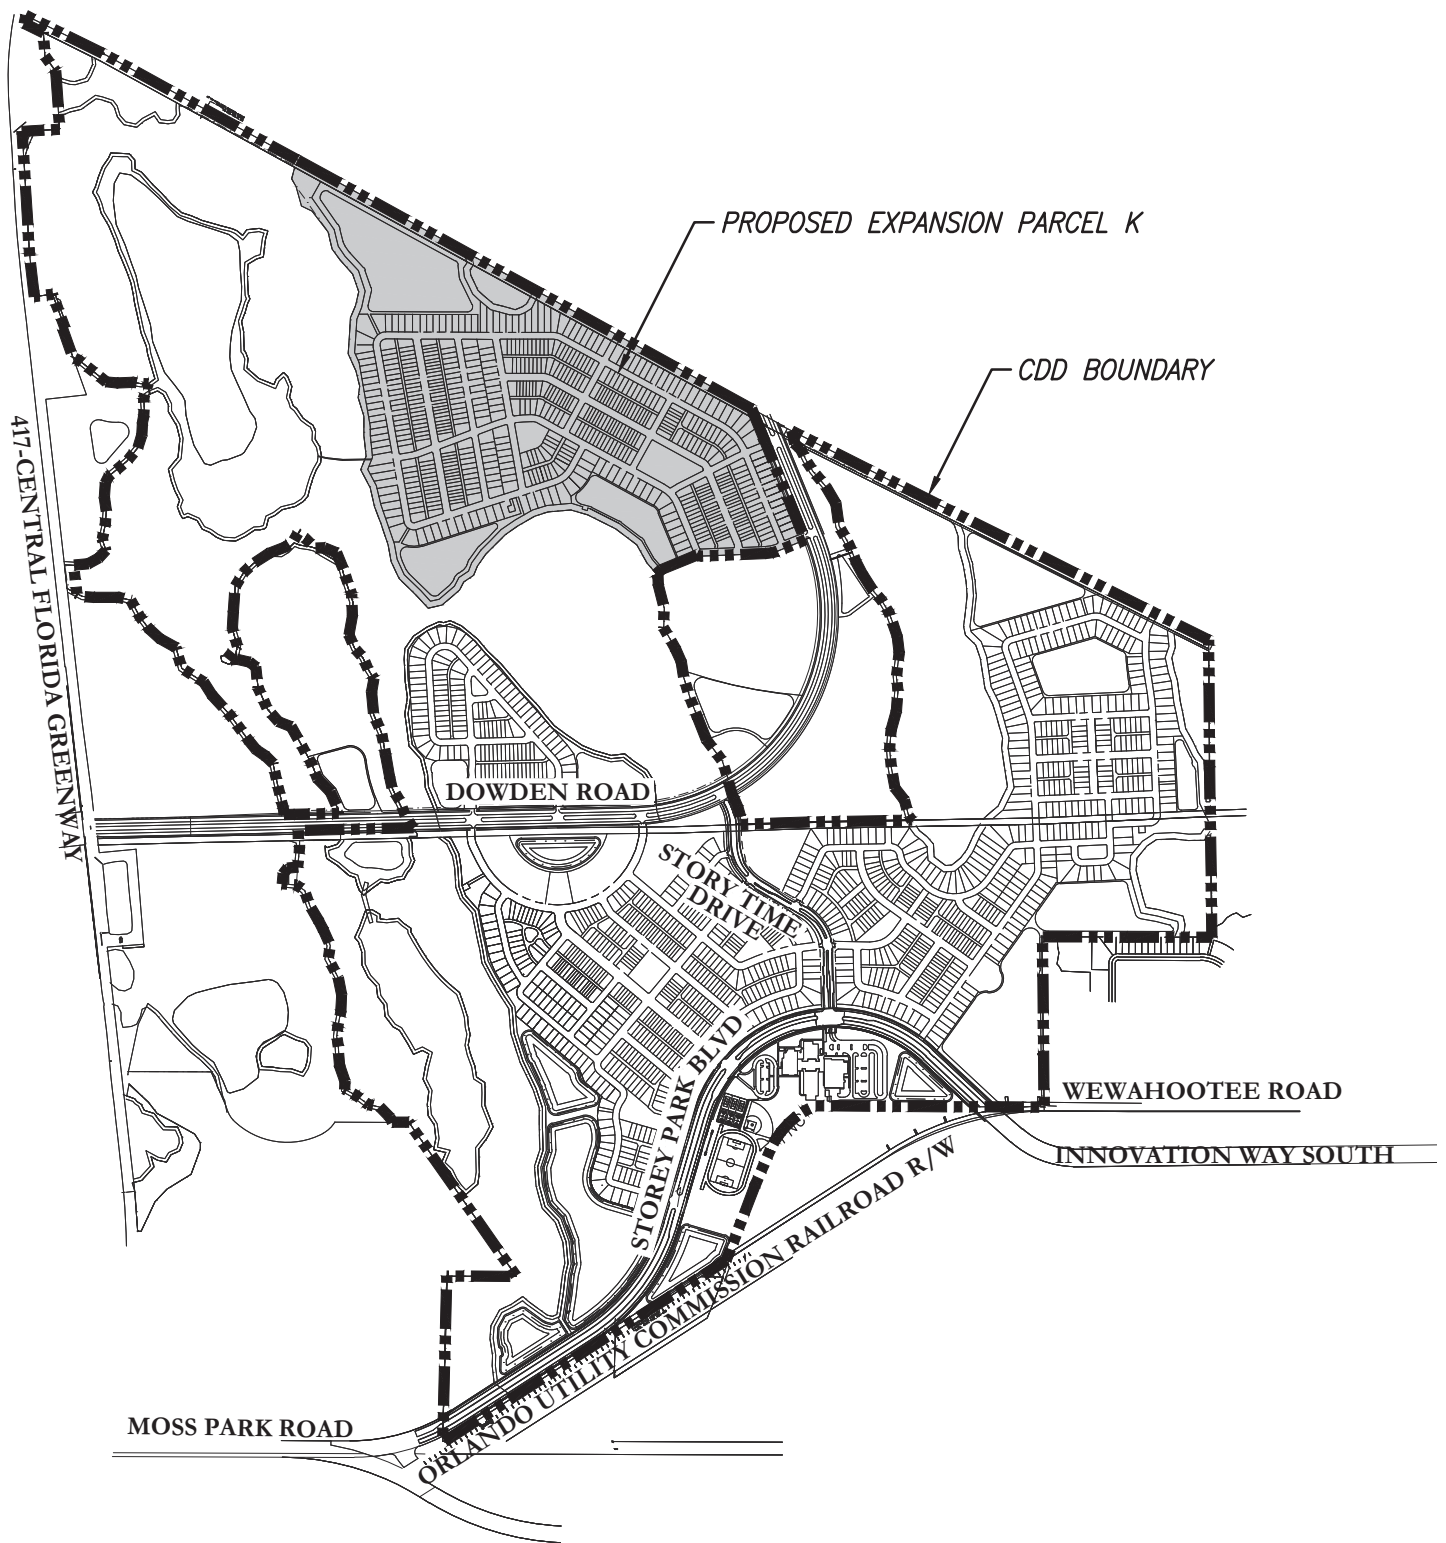 PROPOSED EXPANSION PARCEL K
CDD BOUNDARY
417-CENTRAL FLORIDA GREENWAY
DOWDEN ROAD
STORY TIME
DRIVE
STOREY PARK BLVD
WEWAHOOTEE ROAD
INNOVATION WAY SOUTH
ORLANDO UTILITY COMMISSION RAILROAD R/W
MOSS PARK ROAD